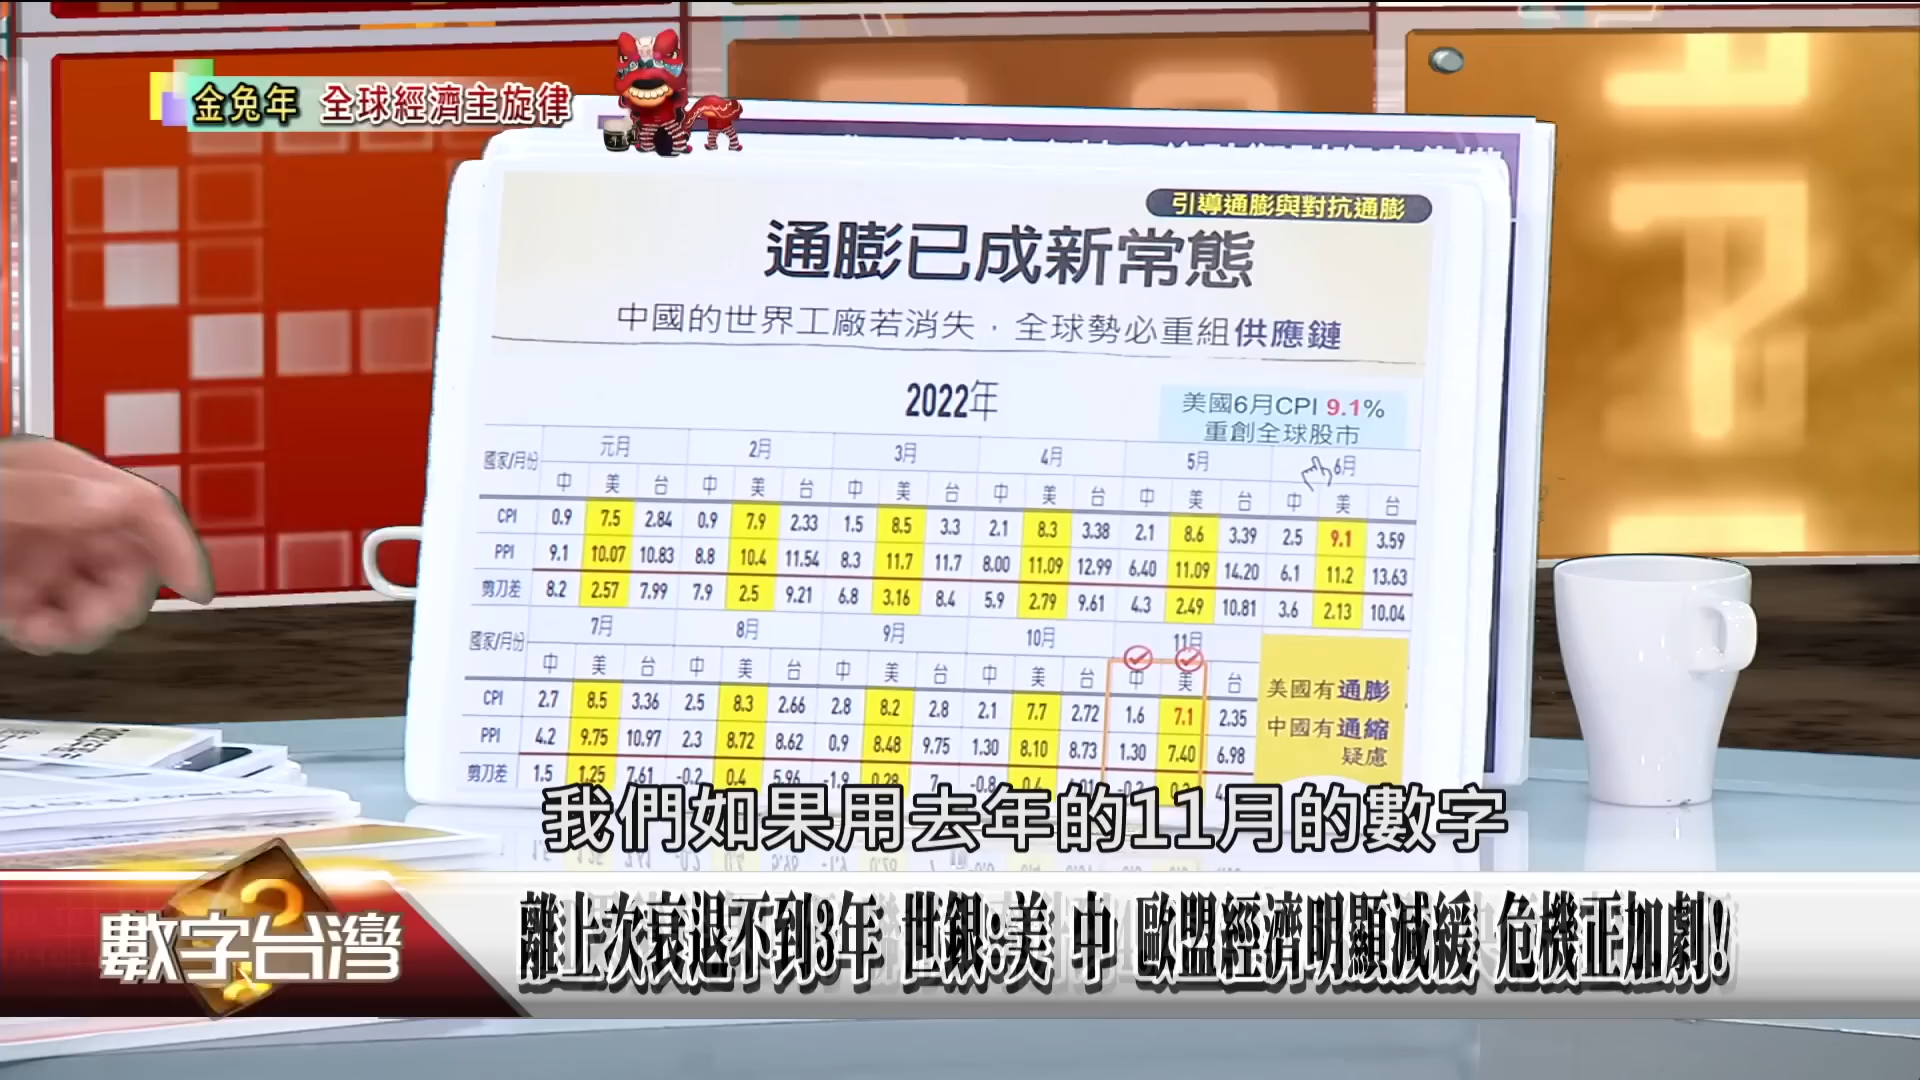 金兔年 全球經濟主旋律
引導通膨與對抗通膨
通膨已成新常態
中國的世界工廠若消失，全球勢必重組供應鏈
2022年
美國6月CPI 9.1%
重創全球股市
國家/月份 元月 2月 3月 4月 5月 6月
中 美 台 中 美 台 中 美 台 中 美 台 中 美 台 中 美 台
CPI 0.9 7.5 2.84 0.9 7.9 2.33 1.5 8.5 3.3 2.1 8.3 3.38 2.1 8.6 3.39 2.5 9.1 3.59
PPI 9.1 10.07 10.83 8.8 10.4 11.54 8.3 11.7 11.7 8.00 11.09 12.99 6.40 11.09 14.20 6.1 11.2 13.63
剪刀差 8.2 2.57 7.99 7.9 2.5 9.21 6.8 3.16 8.4 5.9 2.79 9.61 4.3 2.49 10.81 3.6 2.13 10.04
國家/月份 7月 8月 9月 10月 11月
中 美 台 中 美 台 中 美 台 中 美 台 中 美 台
CPI 2.7 8.5 3.36 2.5 8.3 2.66 2.8 8.2 2.8 2.1 7.7 2.72 1.6 7.1 2.35
PPI 4.2 9.75 10.97 2.3 8.72 8.62 0.9 8.48 9.75 1.30 8.10 8.73 1.30 7.40 6.98
剪刀差 1.5 1.25 7.61 -0.2 0.4 5.96 -1.9 0.28
美國有通膨
中國有通縮
疑慮
我們如果用去年的11月的數字
數字台灣
離上次衰退不到3年 世銀:美 中 歐盟經濟明顯減緩 危機正加劇!